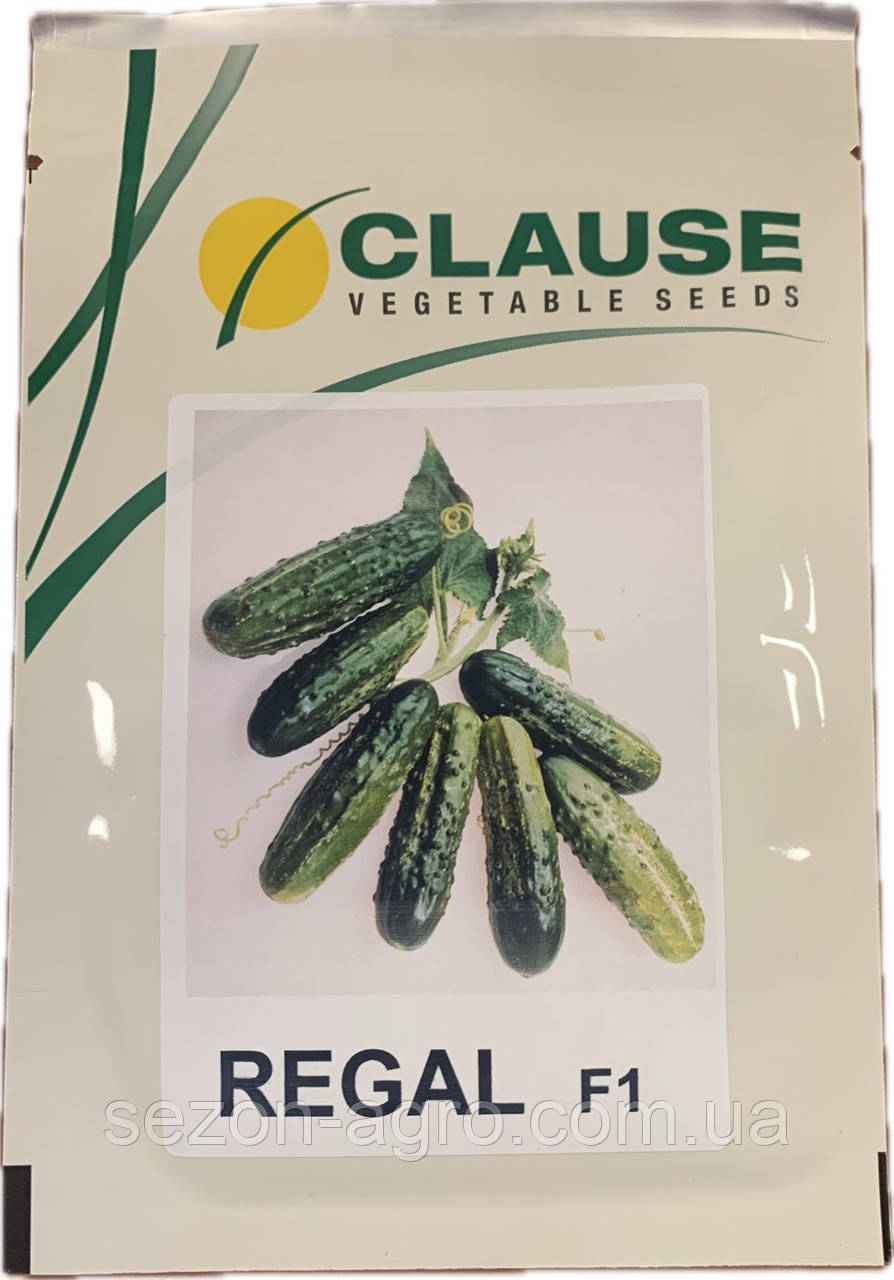 CLAUSE
VEGETABLE SEEDS
REGAL F1
sezon-agro.com.ua